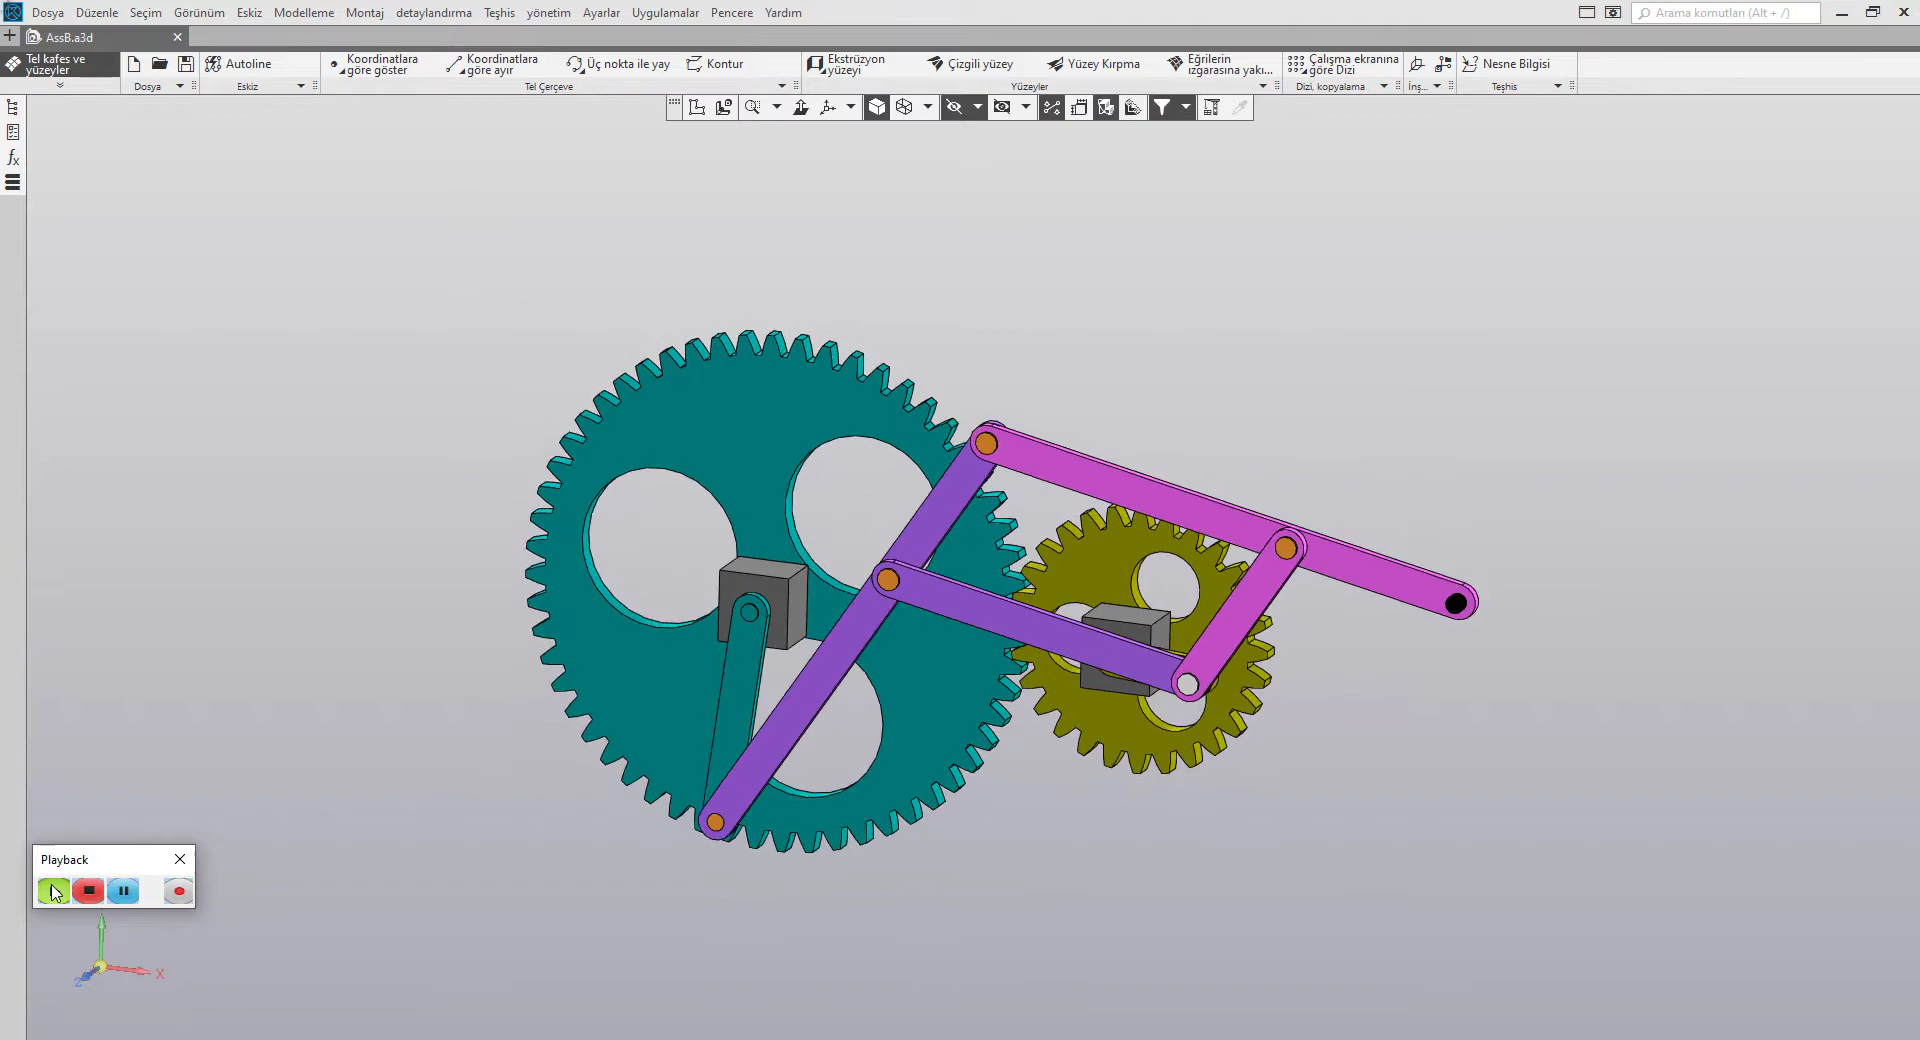 Dosya Düzenle Seçim Görünüm Eskiz Modelleme Montaj detaylandırma Teşhis yönetim Ayarlar Uygulamalar Pencere Yardım
Arama komutları (Alt + /)
AssB.a3d
Tel kafes ve
yüzeyler
Autoline
Koordinatlara
göre göster
Koordinatlara
göre ayır
Üç nokta ile yay
Kontur
Ekstrüzyon
yüzeyi
Çizgili yüzey
Yüzey Kırpma
Eğrilerin
ızgarasına yakı...
Çalışma ekranına
göre Dizi
Nesne Bilgisi
Dosya
Eskiz
Tel Çerçeve
Yüzeyler
Dizi, kopyalama
İnş...
Teşhis
fx
Playback
X
Z